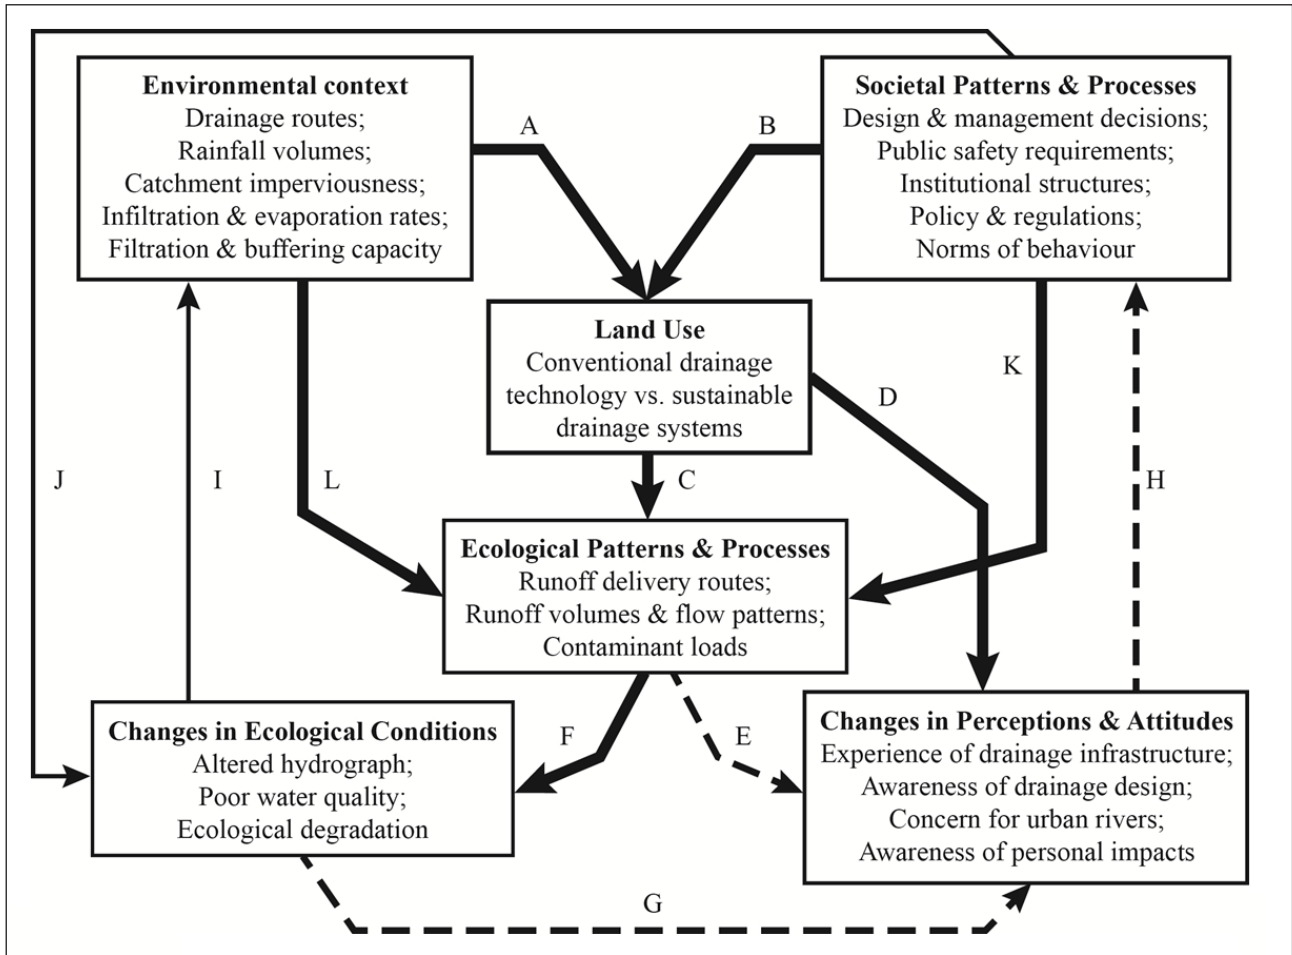 Environmental context
Drainage routes;
Rainfall volumes;
Catchment imperviousness;
Infiltration & evaporation rates;
Filtration & buffering capacity
A
B
Societal Patterns & Processes
Design & management decisions;
Public safety requirements;
Institutional structures;
Policy & regulations;
Norms of behaviour
Land Use
Conventional drainage
technology vs. sustainable
drainage systems
D
K
J
I
L
C
H
Ecological Patterns & Processes
Runoff delivery routes;
Runoff volumes & flow patterns;
Contaminant loads
Changes in Ecological Conditions
Altered hydrograph;
Poor water quality;
Ecological degradation
F
E
Changes in Perceptions & Attitudes
Experience of drainage infrastructure;
Awareness of drainage design;
Concern for urban rivers;
Awareness of personal impacts
G